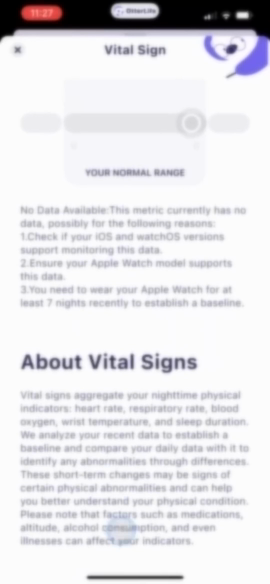 11:27
OtterLife
Vital Sign
YOUR NORMAL RANGE
No Data Available:This metric currently has no
data, possibly for the following reasons:
1.Check if your iOS and watchOS versions
support monitoring this data.
2.Ensure your Apple Watch model supports
this data.
3.You need to wear your Apple Watch for at
least 7 nights recently to establish a baseline.
About Vital Signs
Vital signs aggregate your nighttime physical
indicators: heart rate, respiratory rate, blood
oxygen, wrist temperature, and sleep duration.
We analyze your recent data to establish a
baseline and compare your daily data with it to
identify any abnormalities through differences.
These short-term changes may be signs of
certain physical abnormalities and can help
you better understand your physical condition.
Please note that factors such as medications,
altitude, alcohol consumption, and even
illnesses can affect your indicators.